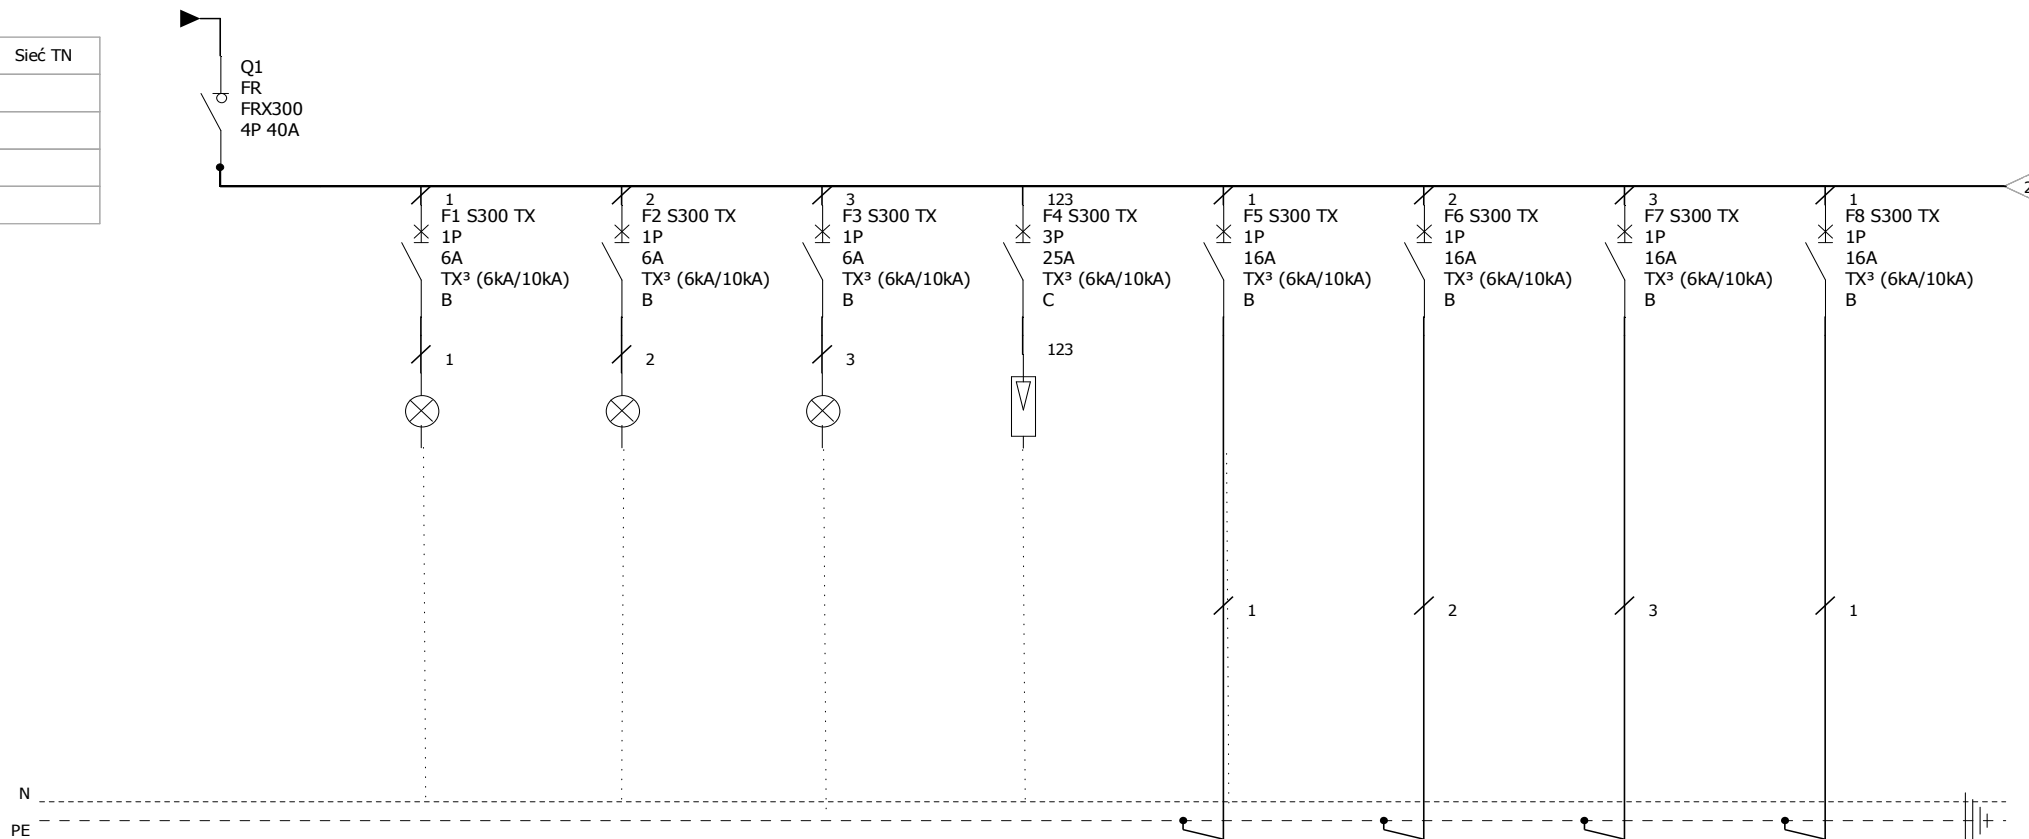 Sieć TN
Q1
FR
FRX300
4P 40A
2
1
F1 S300 TX
1P
6A
TX³ (6kA/10kA)
B
1
2
F2 S300 TX
1P
6A
TX³ (6kA/10kA)
B
2
3
F3 S300 TX
1P
6A
TX³ (6kA/10kA)
B
3
123
F4 S300 TX
3P
25A
TX³ (6kA/10kA)
C
123
1
F5 S300 TX
1P
16A
TX³ (6kA/10kA)
B
1
2
F6 S300 TX
1P
16A
TX³ (6kA/10kA)
B
2
3
F7 S300 TX
1P
16A
TX³ (6kA/10kA)
B
3
1
F8 S300 TX
1P
16A
TX³ (6kA/10kA)
B
1
N
PE